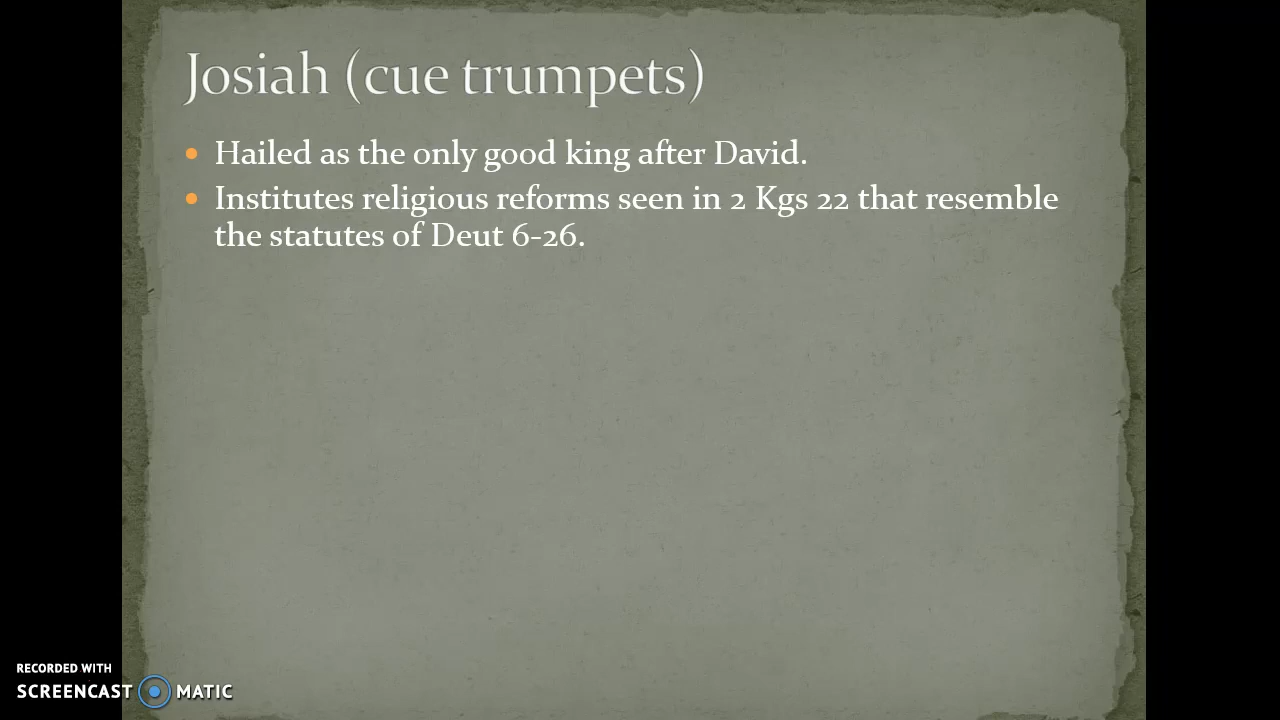 Josiah (cue trumpets)
• Hailed as the only good king after David.
• Institutes religious reforms seen in 2 Kgs 22 that resemble
the statutes of Deut 6-26.
RECORDED WITH
SCREENCAST MATIC